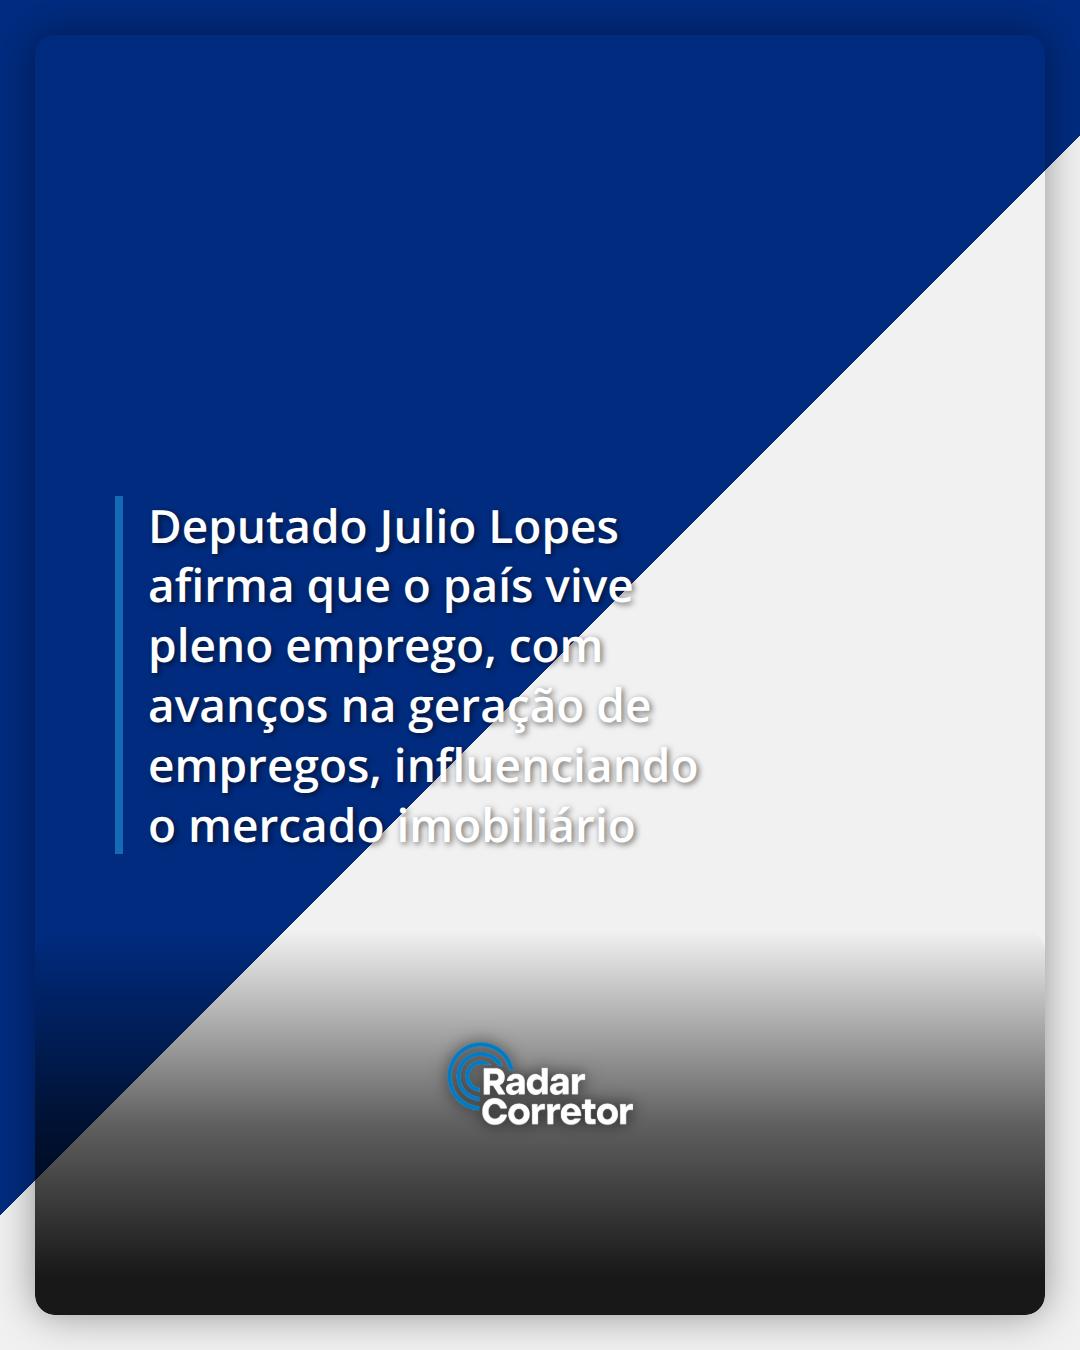 Deputado Julio Lopes
afirma que o país vive
pleno emprego, com
avanços na geração de
empregos, influenciando
o mercado imobiliário
Radar
Corretor